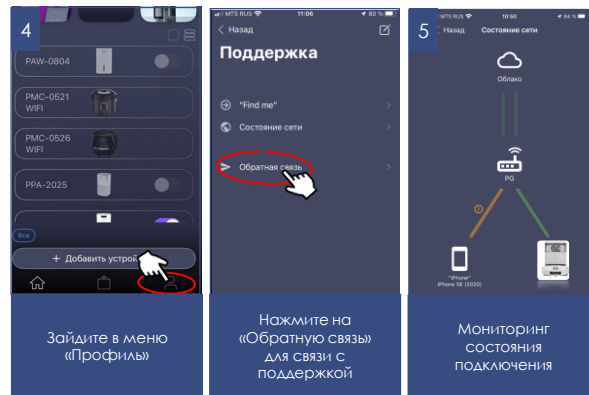 4
PAW-0804
PMC-0521
WIFI
PMC-0526
WIFI
PPA-2025
Все
+ Добавить устрой
Зайдите в меню
«Профиль»
MTS RUS 11:06 80 %
Назад
Поддержка
"Find me"
Состояние сети
Обратная связь
Нажмите на
«Обратную связь»
для связи с
поддержкой
5
MTS RUS 10:50 84 %
Назад Состояние сети
Облако
PG
"iPhone"
iPhone SE (2020)
Мониторинг
состояния
подключения